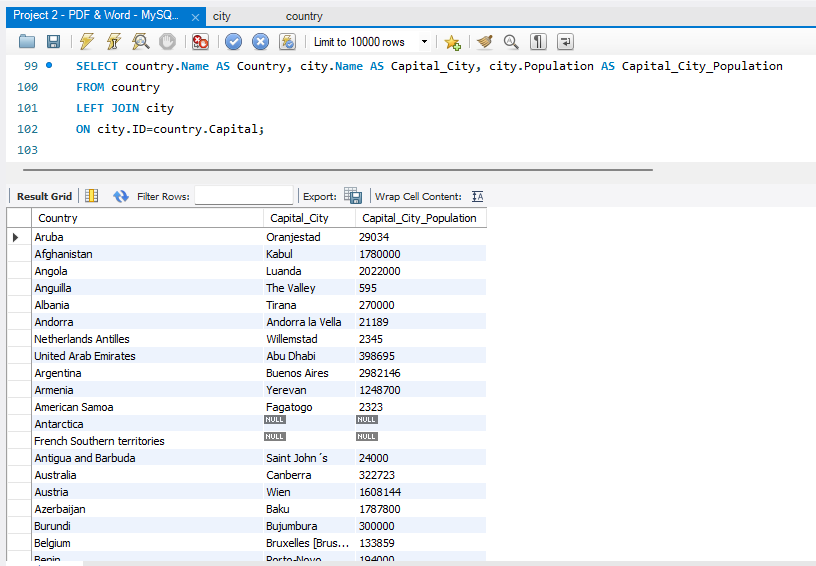 Project 2 - PDF & Word - MySQ... × city country
Limit to 10000 rows
99 SELECT country.Name AS Country, city.Name AS Capital_City, city.Population AS Capital_City_Population
100 FROM country
101 LEFT JOIN city
102 ON city.ID=country.Capital;
103
Result Grid Filter Rows: Export: Wrap Cell Content: IA
Country Capital_City Capital_City_Population
Aruba Oranjestad 29034
Afghanistan Kabul 1780000
Angola Luanda 2022000
Anguilla The Valley 595
Albania Tirana 270000
Andorra Andorra la Vella 21189
Netherlands Antilles Willemstad 2345
United Arab Emirates Abu Dhabi 398695
Argentina Buenos Aires 2982146
Armenia Yerevan 1248700
American Samoa Fagatogo 2323
Antarctica NULL NULL
French Southern territories NULL NULL
Antigua and Barbuda Saint John´s 24000
Australia Canberra 322723
Austria Wien 1608144
Azerbaijan Baku 1787800
Burundi Bujumbura 300000
Belgium Bruxelles [Brus... 133859
Benin Porto-Novo 194000